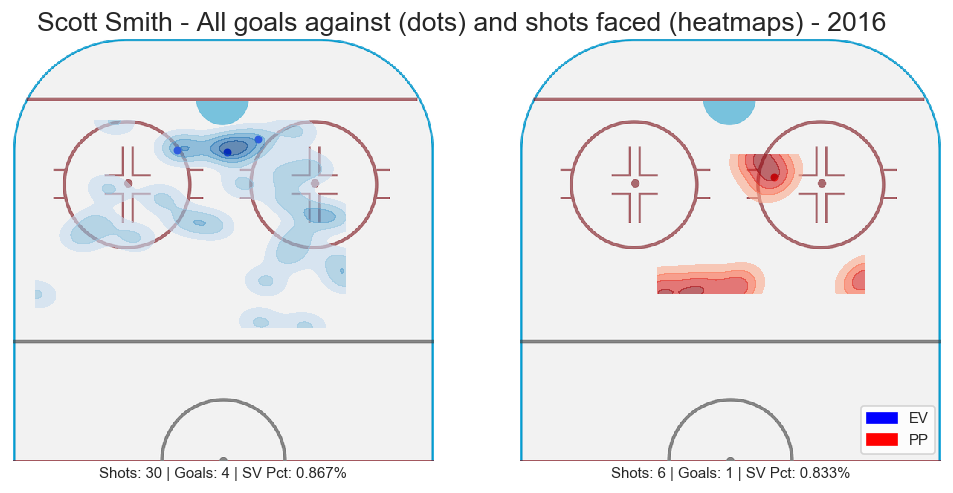 Scott Smith - All goals against (dots) and shots faced (heatmaps) - 2016
EV
PP
Shots: 30 | Goals: 4 | SV Pct: 0.867%
Shots: 6 | Goals: 1 | SV Pct: 0.833%